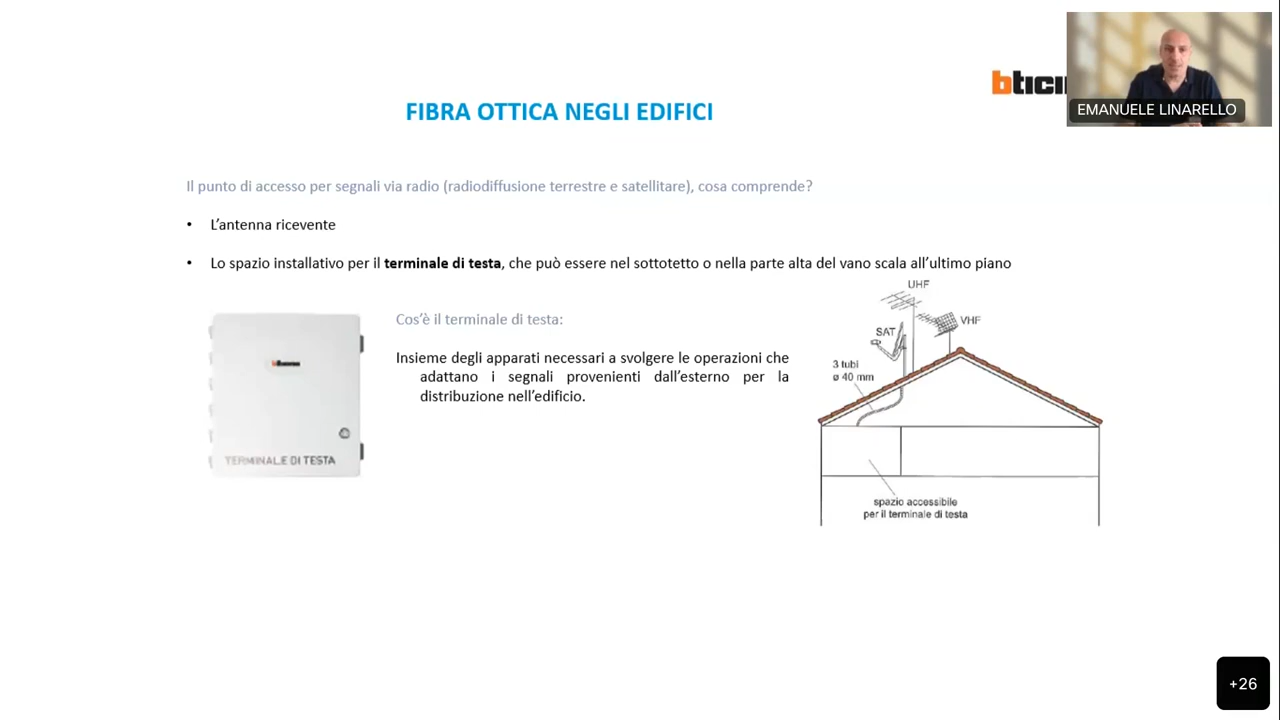 bticin
EMANUELE LINARELLO
FIBRA OTTICA NEGLI EDIFICI
Il punto di accesso per segnali via radio (radiodiffusione terrestre e satellitare), cosa comprende?
• L'antenna ricevente
• Lo spazio installativo per il terminale di testa, che può essere nel sottotetto o nella parte alta del vano scala all'ultimo piano
Cos'è il terminale di testa:
Insieme degli apparati necessari a svolgere le operazioni che
adattano i segnali provenienti dall'esterno per la
distribuzione nell'edificio.
TERMINALE DI TESTA
UHF
VHF
SAT
3 tubi
ø 40 mm
spazio accessibile
per il terminale di testa
+26